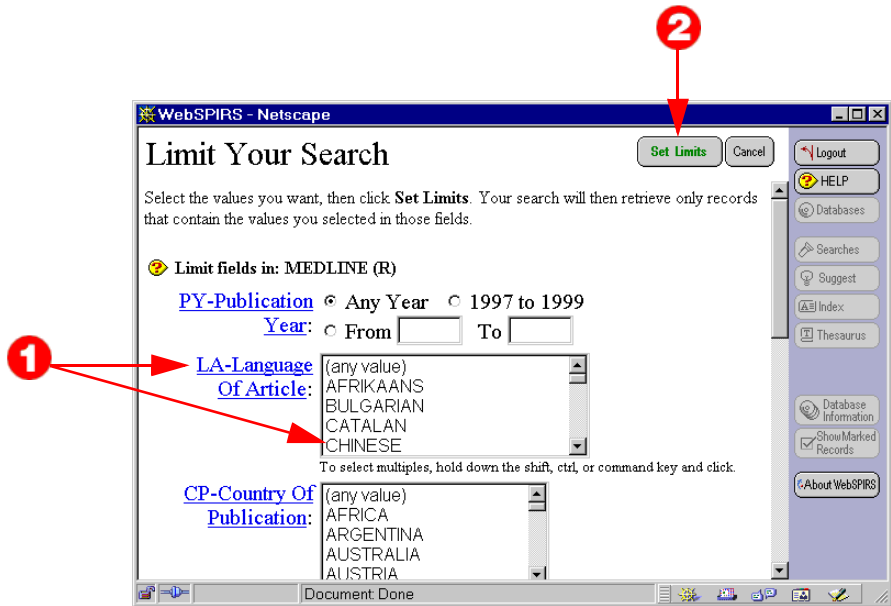 2
WebSPIRS - Netscape
Limit Your Search
Set Limits
Cancel
Select the values you want, then click Set Limits. Your search will then retrieve only records
that contain the values you selected in those fields.
Limit fields in: MEDLINE (R)
PY-Publication Year:
Any Year
1997 to 1999
From
To
1
LA-Language Of Article:
(any value)
AFRIKAANS
BULGARIAN
CATALAN
CHINESE
To select multiples, hold down the shift, ctrl, or command key and click.
CP-Country Of Publication:
(any value)
AFRICA
ARGENTINA
AUSTRALIA
AUSTRIA
Logout
HELP
Databases
Searches
Suggest
Index
Thesaurus
Database
Information
Show Marked
Records
About WebSPIRS
Document: Done